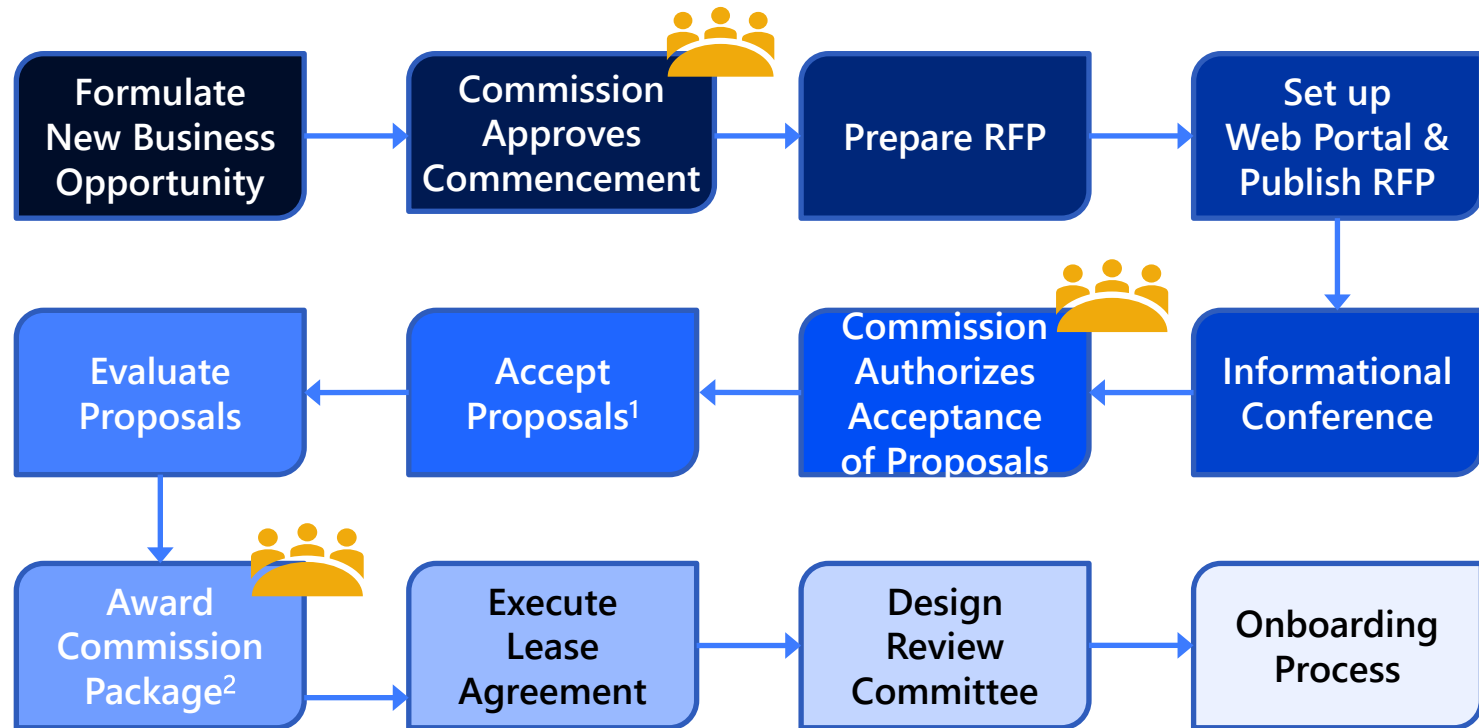 Formulate
New Business
Opportunity
Commission
Approves
Commencement
Prepare RFP
Set up
Web Portal &
Publish RFP
Informational
Conference
Commission
Authorizes
Acceptance
of Proposals
Accept
Proposals¹
Evaluate
Proposals
Award
Commission
Package²
Execute
Lease
Agreement
Design
Review
Committee
Onboarding
Process